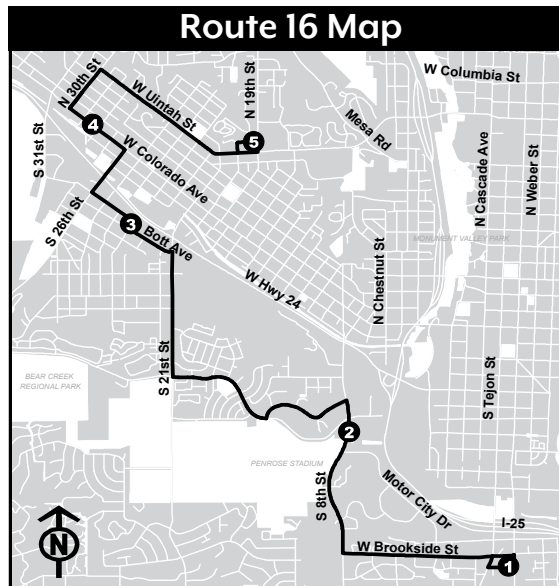 Route 16 Map
W Columbia St
N 30th St
W Uintah St
N 19th St
Mesa Rd
5
4
S 31st St
W Colorado Ave
N Cascade Ave
N Weber St
S 26th St
3
Bott Ave
N Chestnut St
MONUMENT VALLEY PARK
W Hwy 24
BEAR CREEK
REGIONAL PARK
S 21st St
S Tejon St
2
PENROSE STADIUM
S 8th St
Motor City Dr
I-25
N
W Brookside St
1